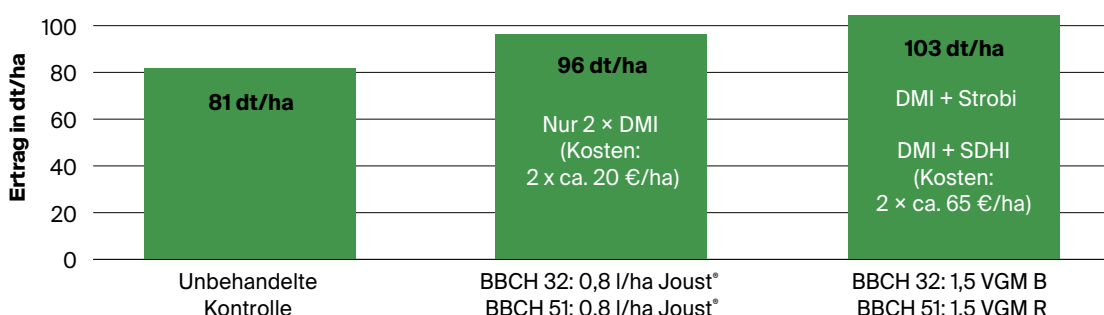 Ertrag in dt/ha
100
80
60
40
20
0
81 dt/ha
96 dt/ha
Nur 2 × DMI
(Kosten:
2 x ca. 20 €/ha)
103 dt/ha
DMI + Strobi
DMI + SDHI
(Kosten:
2 × ca. 65 €/ha)
Unbehandelte
Kontrolle
BBCH 32: 0,8 l/ha Joust®
BBCH 51: 0,8 l/ha Joust®
BBCH 32: 1,5 VGM B
BBCH 51: 1,5 VGM R